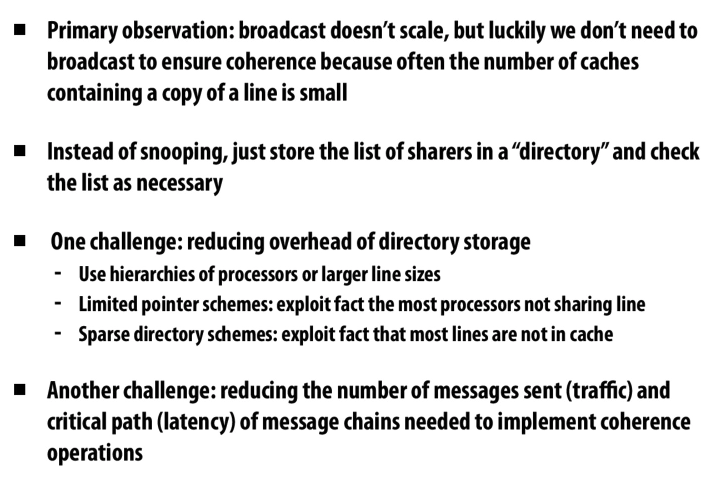 ▪ Primary observation: broadcast doesn’t scale, but luckily we don’t need to
broadcast to ensure coherence because often the number of caches
containing a copy of a line is small
▪ Instead of snooping, just store the list of sharers in a “directory” and check
the list as necessary
▪ One challenge: reducing overhead of directory storage
- Use hierarchies of processors or larger line sizes
- Limited pointer schemes: exploit fact the most processors not sharing line
- Sparse directory schemes: exploit fact that most lines are not in cache
▪ Another challenge: reducing the number of messages sent (traffic) and
critical path (latency) of message chains needed to implement coherence
operations